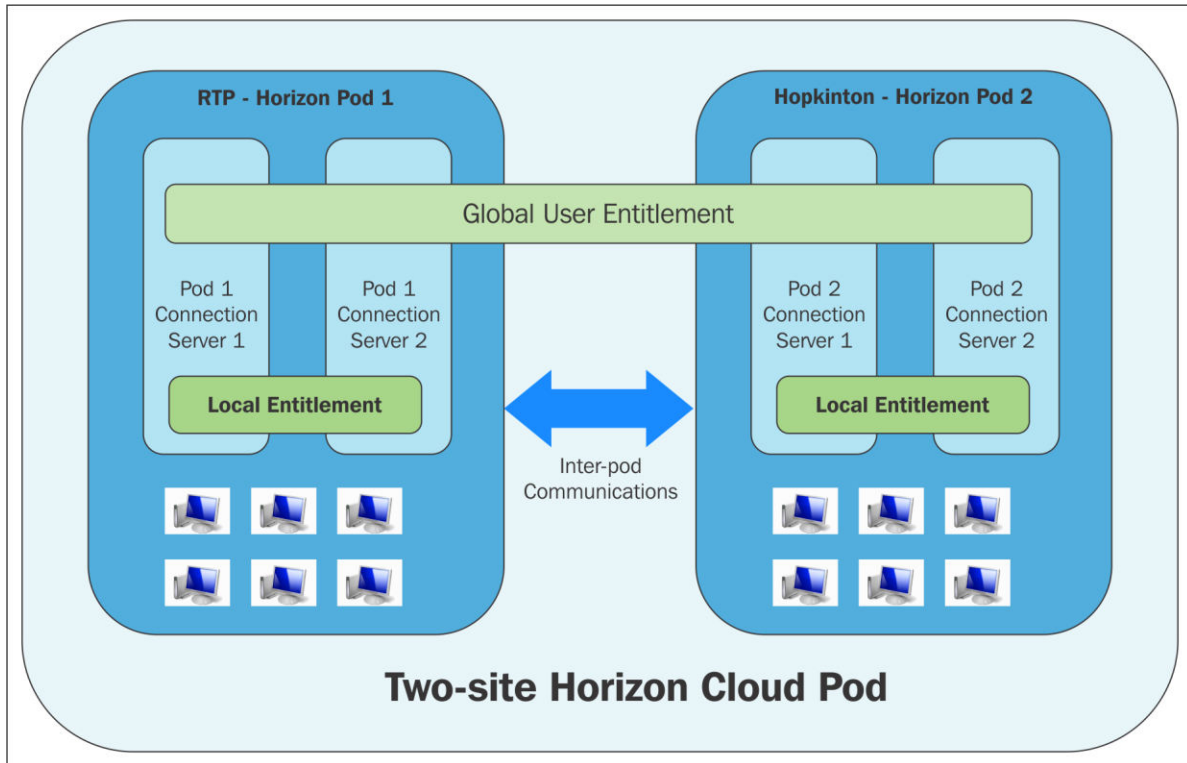 RTP - Horizon Pod 1
Hopkinton - Horizon Pod 2
Global User Entitlement
Pod 1
Connection
Server 1
Pod 1
Connection
Server 2
Pod 2
Connection
Server 1
Pod 2
Connection
Server 2
Local Entitlement
Local Entitlement
Inter-pod
Communications
Two-site Horizon Cloud Pod